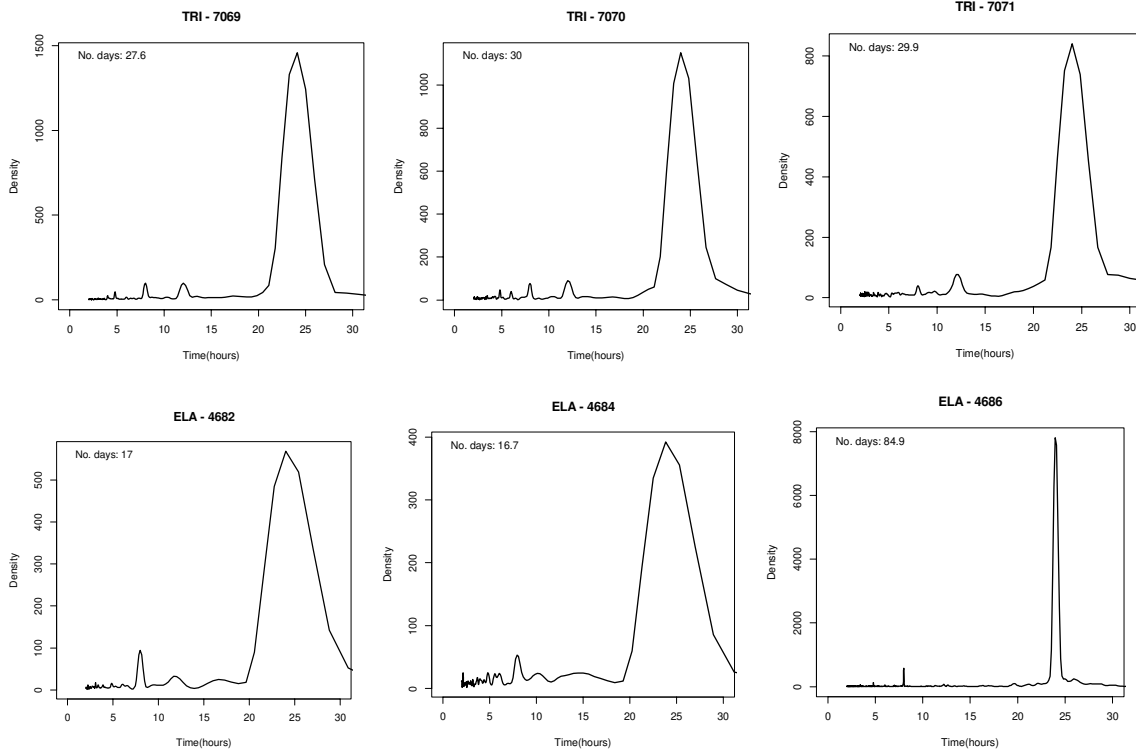 TRI - 7069
No. days: 27.6
Density
0
500
1000
1500
0 5 10 15 20 25 30
Time(hours)
TRI - 7070
No. days: 30
Density
0
200
400
600
800
1000
0 5 10 15 20 25 30
Time(hours)
TRI - 7071
No. days: 29.9
Density
0
200
400
600
800
0 5 10 15 20 25 30
Time(hours)
ELA - 4682
No. days: 17
Density
0
100
200
300
400
500
0 5 10 15 20 25 30
Time(hours)
ELA - 4684
No. days: 16.7
Density
0
100
200
300
400
0 5 10 15 20 25 30
Time(hours)
ELA - 4686
No. days: 84.9
Density
0
2000
4000
6000
8000
0 5 10 15 20 25 30
Time(hours)